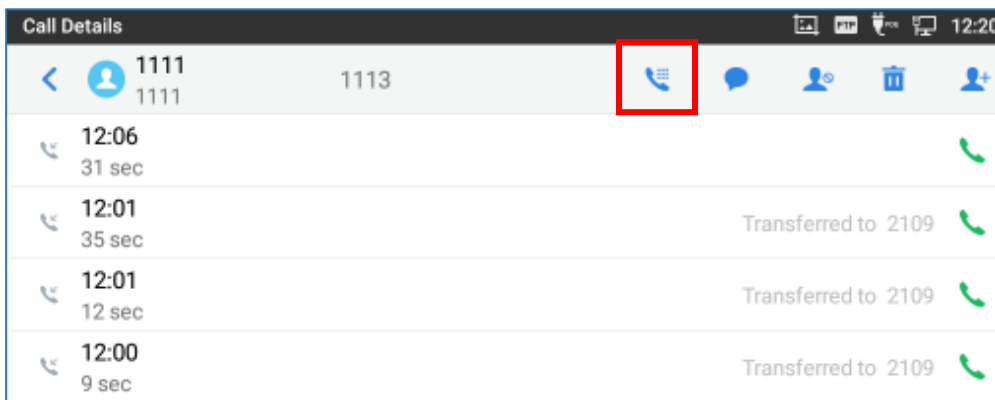 Call Details PTP 12:20
1111 1113
1111
12:06
31 sec
12:01
35 sec Transferred to 2109
12:01
12 sec Transferred to 2109
12:00
9 sec Transferred to 2109